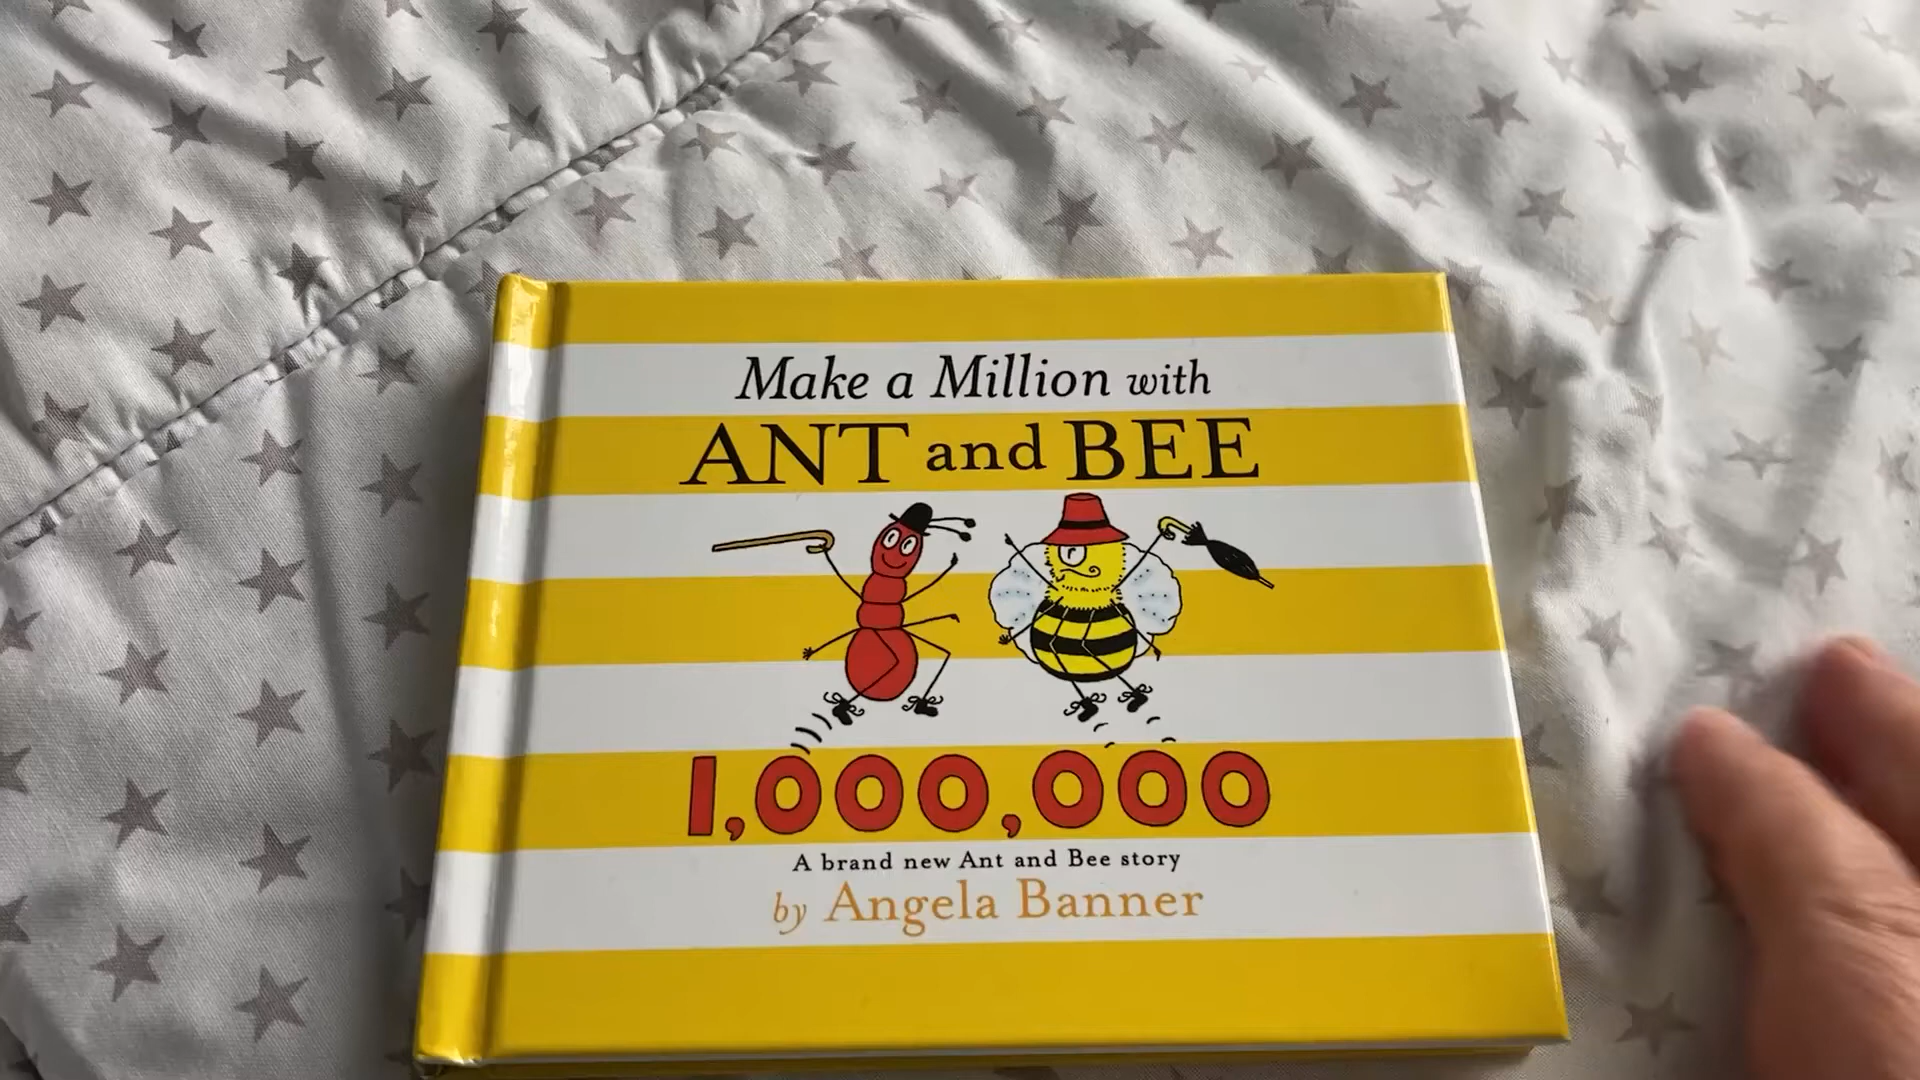 Make a Million with
ANT and BEE
1,000,000
A brand new Ant and Bee story
by Angela Banner